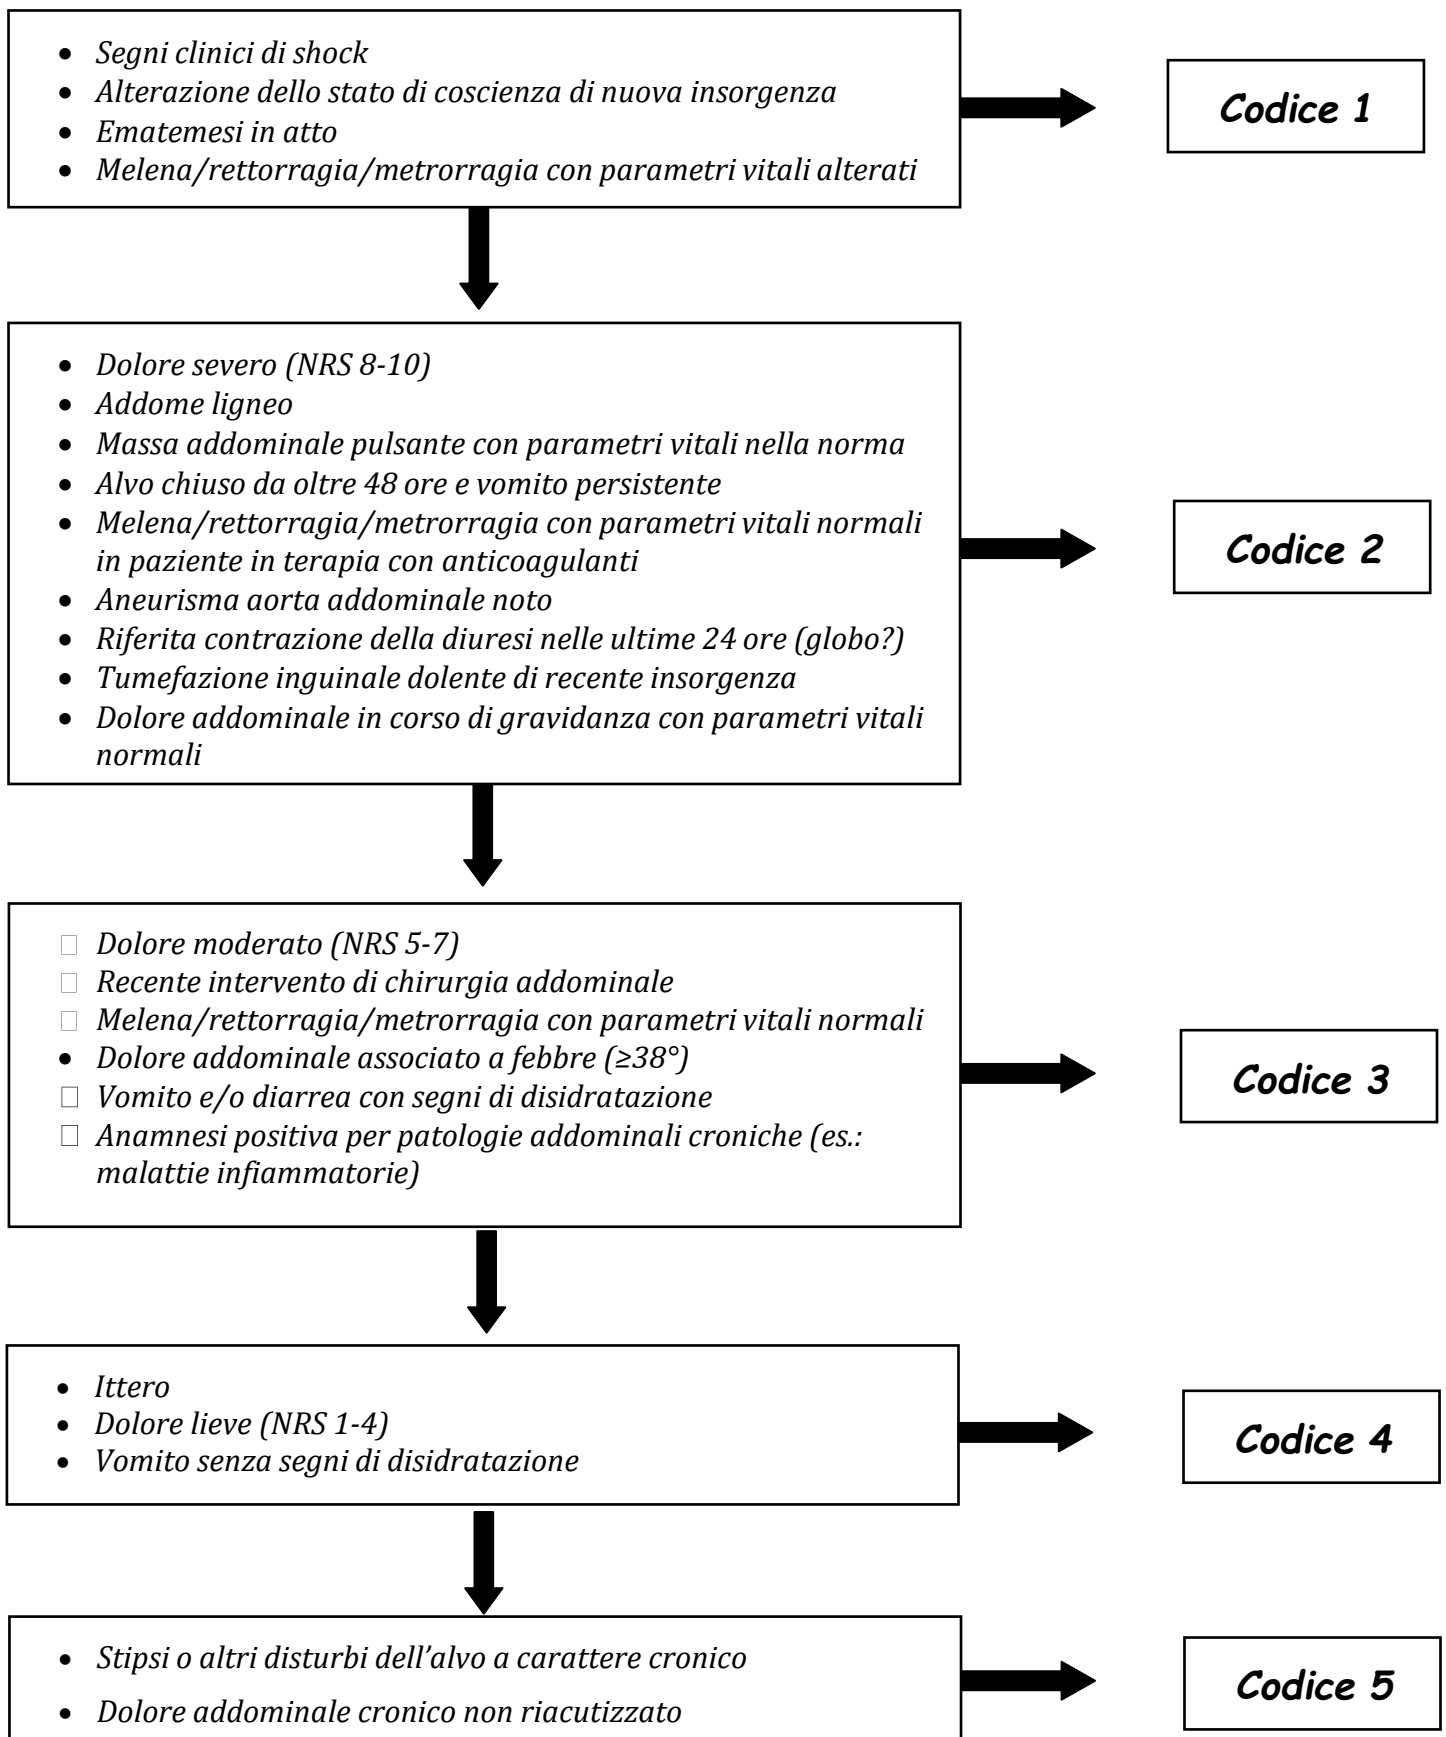 • Segni clinici di shock
• Alterazione dello stato di coscienza di nuova insorgenza
• Ematemesi in atto
• Melena/rettorragia/metrorragia con parametri vitali alterati
Codice 1
• Dolore severo (NRS 8-10)
• Addome ligneo
• Massa addominale pulsante con parametri vitali nella norma
• Alvo chiuso da oltre 48 ore e vomito persistente
• Melena/rettorragia/metrorragia con parametri vitali normali
in paziente in terapia con anticoagulanti
• Aneurisma aorta addominale noto
• Riferita contrazione della diuresi nelle ultime 24 ore (globo?)
• Tumefazione inguinale dolente di recente insorgenza
• Dolore addominale in corso di gravidanza con parametri vitali
normali
Codice 2
□ Dolore moderato (NRS 5-7)
□ Recente intervento di chirurgia addominale
□ Melena/rettorragia/metrorragia con parametri vitali normali
• Dolore addominale associato a febbre (≥38°)
□ Vomito e/o diarrea con segni di disidratazione
□ Anamnesi positiva per patologie addominali croniche (es.:
malattie infiammatorie)
Codice 3
• Ittero
• Dolore lieve (NRS 1-4)
• Vomito senza segni di disidratazione
Codice 4
• Stipsi o altri disturbi dell'alvo a carattere cronico
• Dolore addominale cronico non riacutizzato
Codice 5